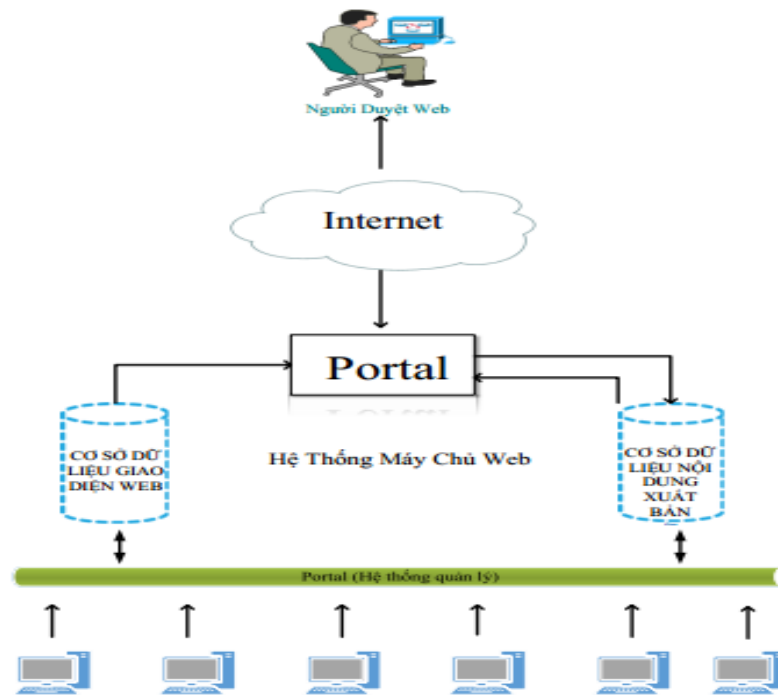 Người Duyệt Web
Internet
Portal
CƠ SỞ DỮ
LIỆU GIAO
DIỆN WEB
Hệ Thống Máy Chủ Web
CƠ SỞ DỮ
LIỆU NỘI
DUNG
XUẤT
BẢN
Portal (Hệ thống quản lý)